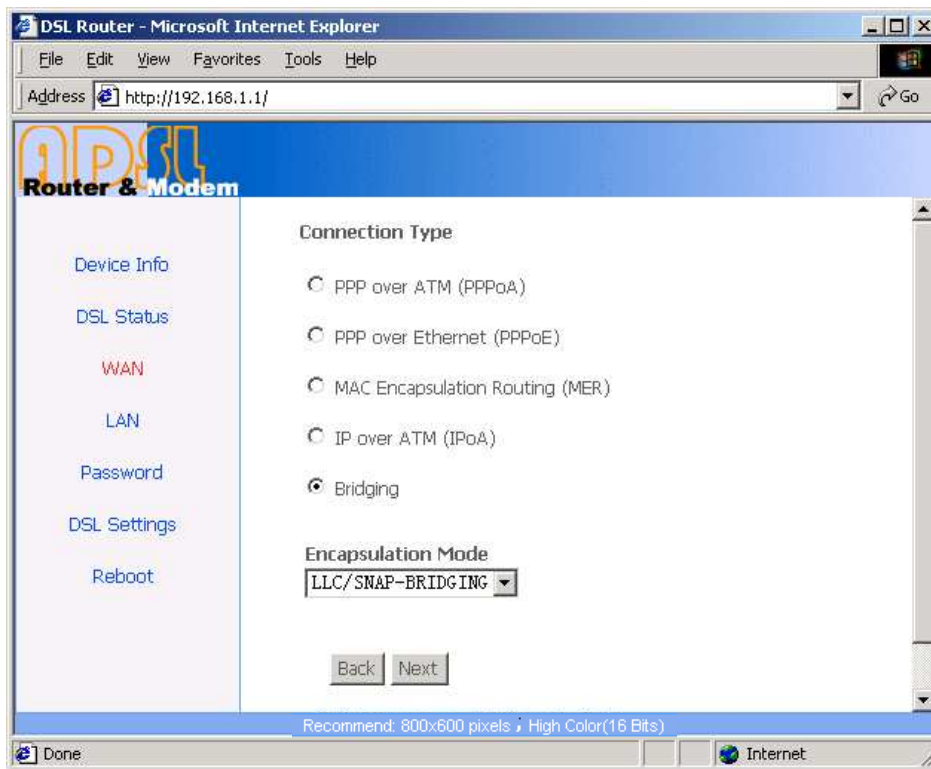 DSL Router - Microsoft Internet Explorer
File Edit View Favorites Tools Help
Address http://192.168.1.1/ Go
ADSL
Router & Modem
Device Info
DSL Status
WAN
LAN
Password
DSL Settings
Reboot
Connection Type
PPP over ATM (PPPoA)
PPP over Ethernet (PPPoE)
MAC Encapsulation Routing (MER)
IP over ATM (IPoA)
Bridging
Encapsulation Mode
LLC/SNAP-BRIDGING
Back Next
Recommend: 800x600 pixels ; High Color(16 Bits)
Done Internet